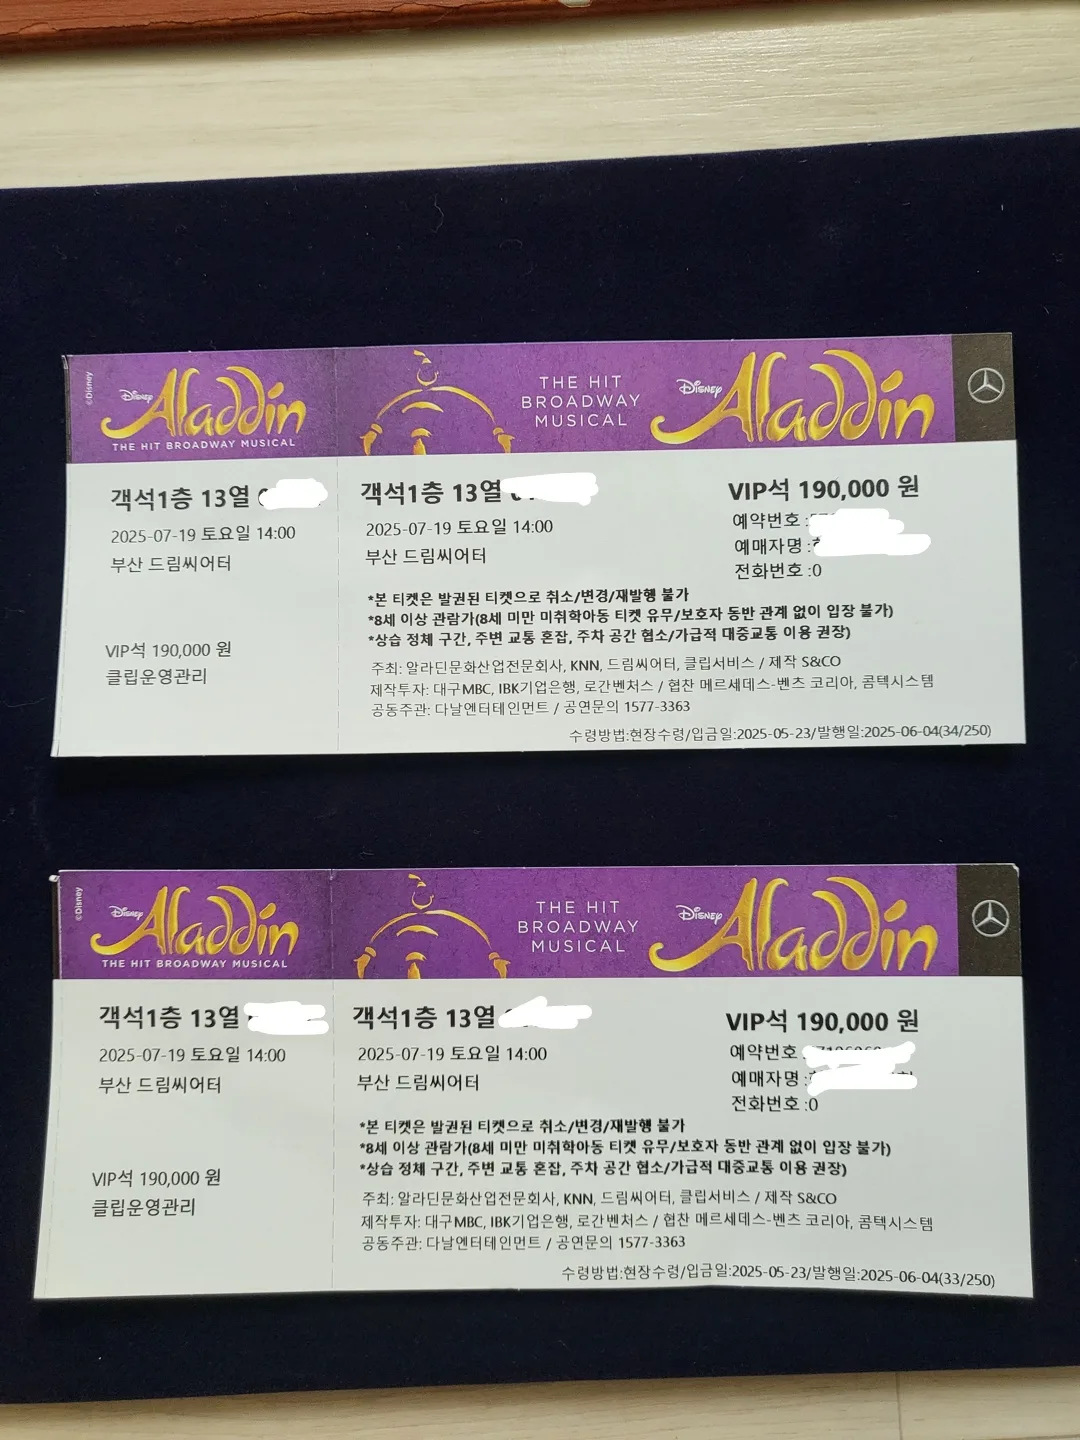 ©Disney
Disney
Aladdin
THE HIT BROADWAY MUSICAL
THE HIT
BROADWAY
MUSICAL
Disney
Aladdin
객석1층 13열
2025-07-19 토요일 14:00
부산 드림씨어터
VIP석 190,000 원
클립운영관리
객석1층 13열
2025-07-19 토요일 14:00
부산 드림씨어터
VIP석 190,000 원
예약번호 :
예매자명 :
전화번호 :0
*본 티켓은 발권된 티켓으로 취소/변경/재발행 불가
*8세 이상 관람가(8세 미만 미취학아동 티켓 유무/보호자 동반 관계 없이 입장 불가)
*상습 정체 구간, 주변 교통 혼잡, 주차 공간 협소/가급적 대중교통 이용 권장)
주최: 알라딘문화산업전문회사, KNN, 드림씨어터, 클립서비스 / 제작 S&CO
제작투자: 대구MBC, IBK기업은행, 로간벤처스 / 협찬 메르세데스-벤츠 코리아, 콤텍시스템
공동주관: 다날엔터테인먼트 / 공연문의 1577-3363
수령방법:현장수령/입금일:2025-05-23/발행일:2025-06-04(34/250)
©Disney
Disney
Aladdin
THE HIT BROADWAY MUSICAL
THE HIT
BROADWAY
MUSICAL
Disney
Aladdin
객석1층 13열
2025-07-19 토요일 14:00
부산 드림씨어터
VIP석 190,000 원
클립운영관리
객석1층 13열
2025-07-19 토요일 14:00
부산 드림씨어터
VIP석 190,000 원
예약번호
예매자명 :
전화번호 :0
*본 티켓은 발권된 티켓으로 취소/변경/재발행 불가
*8세 이상 관람가(8세 미만 미취학아동 티켓 유무/보호자 동반 관계 없이 입장 불가)
*상습 정체 구간, 주변 교통 혼잡, 주차 공간 협소/가급적 대중교통 이용 권장)
주최: 알라딘문화산업전문회사, KNN, 드림씨어터, 클립서비스 / 제작 S&CO
제작투자: 대구MBC, IBK기업은행, 로간벤처스 / 협찬 메르세데스-벤츠 코리아, 콤텍시스템
공동주관: 다날엔터테인먼트 / 공연문의 1577-3363
수령방법:현장수령/입금일:2025-05-23/발행일:2025-06-04(33/250)